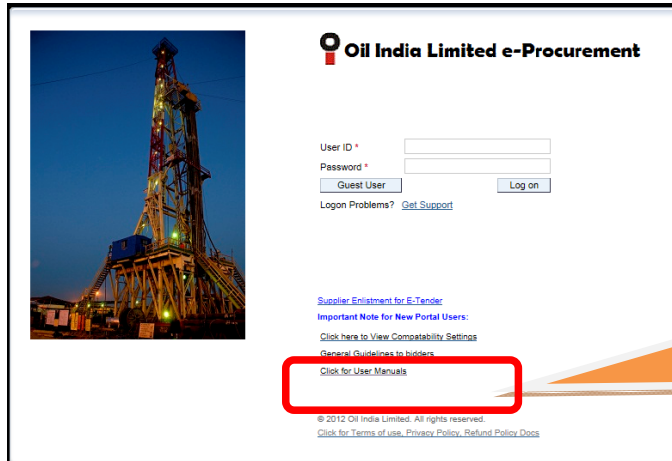 Oil India Limited e-Procurement
User ID *
Password *
Guest User Log on
Logon Problems? Get Support
Supplier Enlistment for E-Tender
Important Note for New Portal Users:
Click here to View Compatability Settings
General Guidelines to bidders
Click for User Manuals
© 2012 Oil India Limited. All rights reserved.
Click for Terms of use, Privacy Policy, Refund Policy Docs